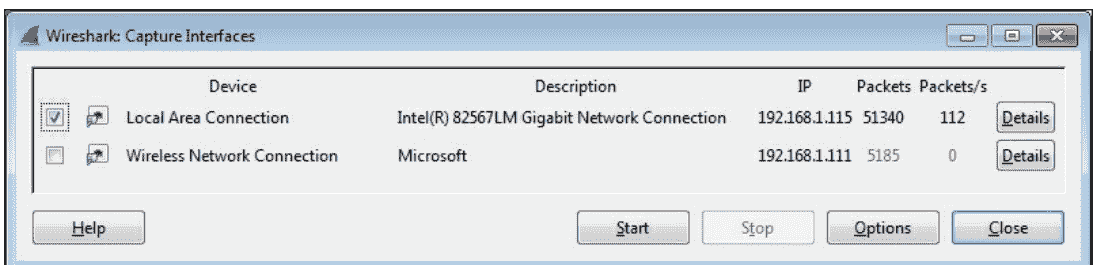 Wireshark: Capture Interfaces
Device Description IP Packets Packets/s
Local Area Connection Intel(R) 82567LM Gigabit Network Connection 192.168.1.115 51340 112 Details
Wireless Network Connection Microsoft 192.168.1.111 5185 0 Details
Help Start Stop Options Close